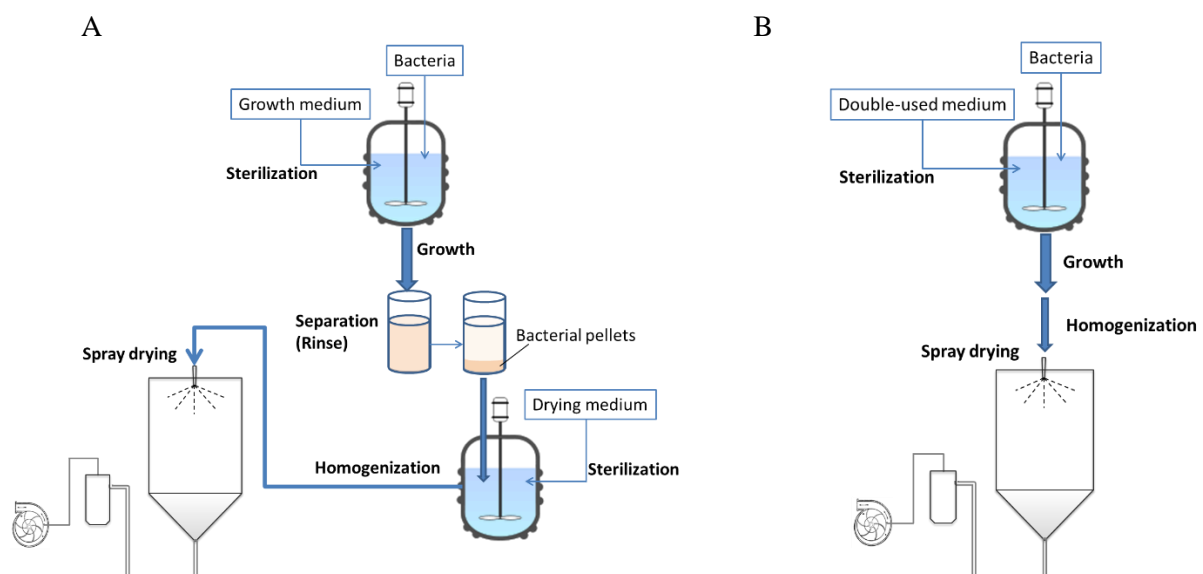 A
Bacteria
Growth medium
Sterilization
Growth
Separation
(Rinse)
Bacterial pellets
Spray drying
Drying medium
Homogenization
Sterilization
B
Bacteria
Double-used medium
Sterilization
Growth
Homogenization
Spray drying